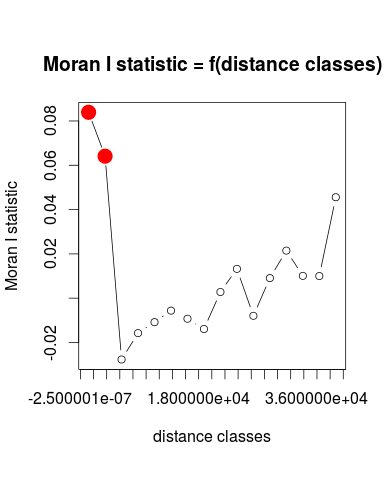 Moran I statistic = f(distance classes)
Moran I statistic
0.08
0.06
0.04
0.02
-0.02
-2.500001e-07 1.800000e+04 3.600000e+04
distance classes